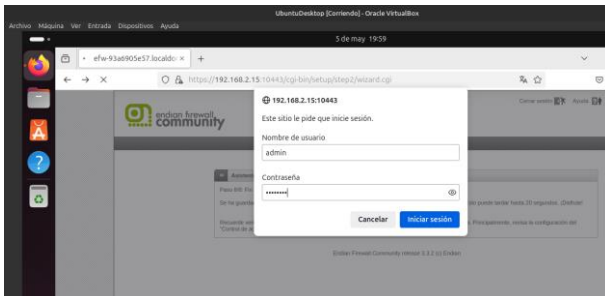 UbuntuDesktop [Corriendo] - Oracle VirtualBox
Archivo Máquina Ver Entrada Dispositivos Ayuda
5 de may 19:59
efw-93a6905e57.localdo
https://192.168.2.15:10443/cgi-bin/setup/step2/wizard.cgi
endian firewall
community
Cerrar sesión Ayuda
192.168.2.15:10443
Este sitio le pide que inicie sesión.
Nombre de usuario
admin
Contraseña
••••••••
Cancelar Iniciar sesión
Endian Firewall Community release 3.3.2 (c) Endian